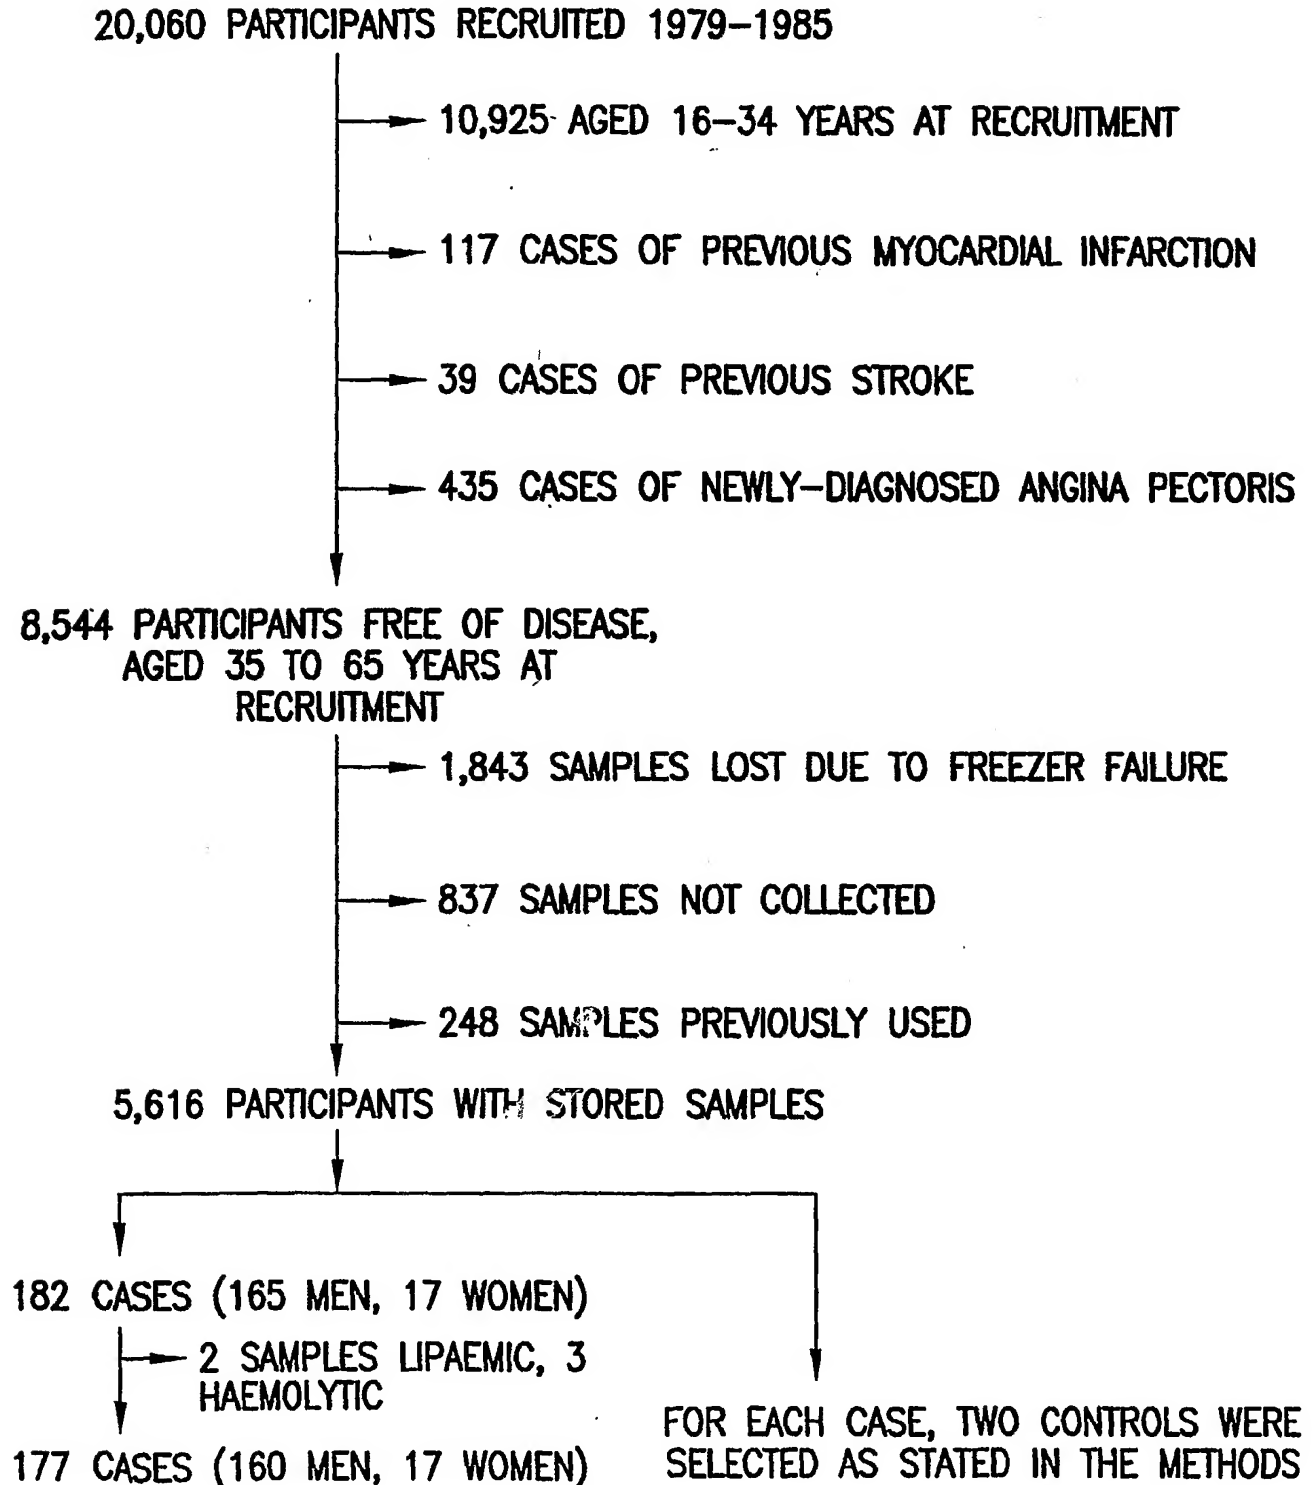 20,060 PARTICIPANTS RECRUITED 1979–1985
10,925 AGED 16–34 YEARS AT RECRUITMENT
117 CASES OF PREVIOUS MYOCARDIAL INFARCTION
39 CASES OF PREVIOUS STROKE
435 CASES OF NEWLY–DIAGNOSED ANGINA PECTORIS
8,544 PARTICIPANTS FREE OF DISEASE,
AGED 35 TO 65 YEARS AT
RECRUITMENT
1,843 SAMPLES LOST DUE TO FREEZER FAILURE
837 SAMPLES NOT COLLECTED
248 SAMPLES PREVIOUSLY USED
5,616 PARTICIPANTS WITH STORED SAMPLES
182 CASES (165 MEN, 17 WOMEN)
2 SAMPLES LIPAEMIC, 3
HAEMOLYTIC
177 CASES (160 MEN, 17 WOMEN)
FOR EACH CASE, TWO CONTROLS WERE
SELECTED AS STATED IN THE METHODS